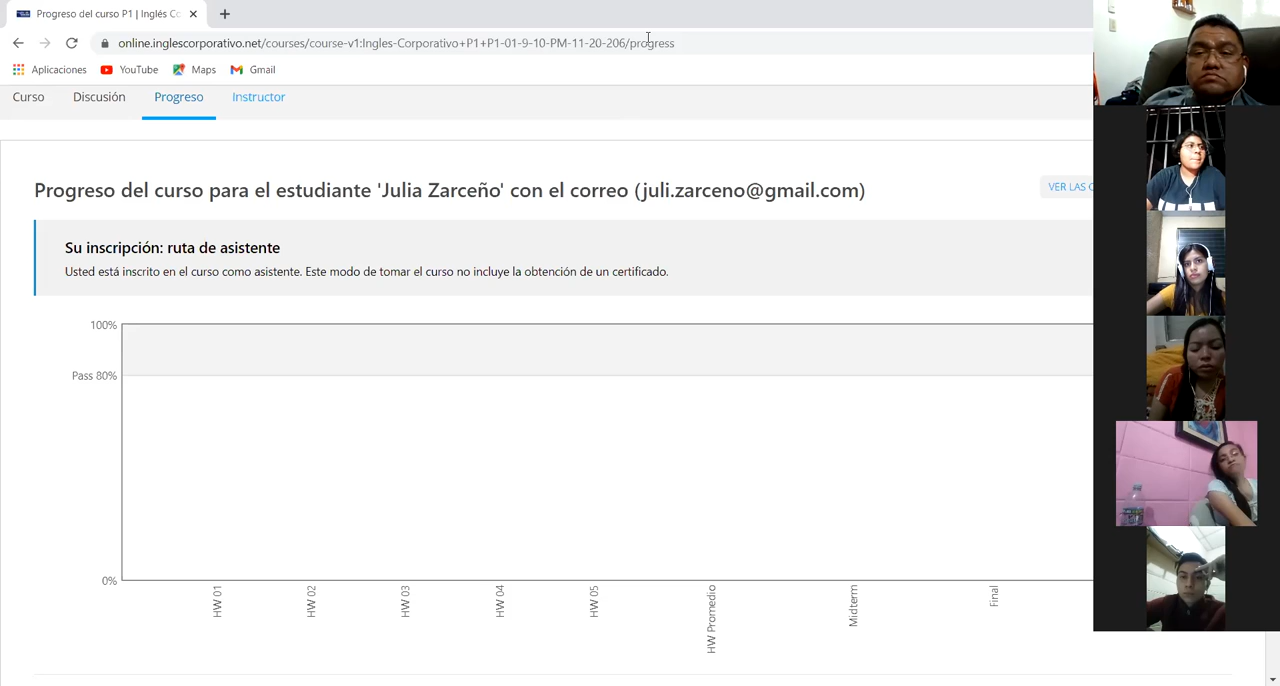 Progreso del curso P1 | Inglés Co
online.inglescorporativo.net/courses/course-v1:Ingles-Corporativo+P1+P1-01-9-10-PM-11-20-206/progress
Aplicaciones YouTube Maps Gmail
Curso Discusión Progreso Instructor
Progreso del curso para el estudiante 'Julia Zarceño' con el correo (juli.zarceno@gmail.com)
VER LAS C
Su inscripción: ruta de asistente
Usted está inscrito en el curso como asistente. Este modo de tomar el curso no incluye la obtención de un certificado.
100%
Pass 80%
0%
HW 01
HW 02
HW 03
HW 04
HW 05
HW Promedio
Midterm
Final